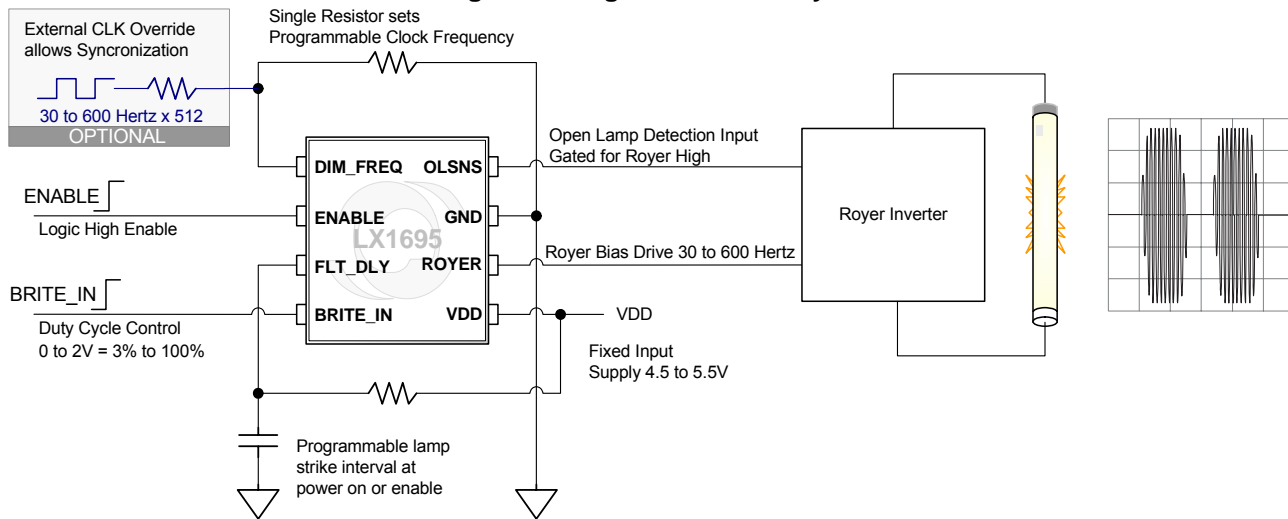 External CLK Override
allows Syncronization
30 to 600 Hertz x 512
OPTIONAL
Single Resistor sets
Programmable Clock Frequency
ENABLE
Logic High Enable
BRITE_IN
Duty Cycle Control
0 to 2V = 3% to 100%
DIM_FREQ OLSNS
ENABLE GND
LX1695
FLT_DLY ROYER
BRITE_IN VDD
Open Lamp Detection Input
Gated for Royer High
Royer Bias Drive 30 to 600 Hertz
VDD
Fixed Input
Supply 4.5 to 5.5V
Programmable lamp
strike interval at
power on or enable
Royer Inverter